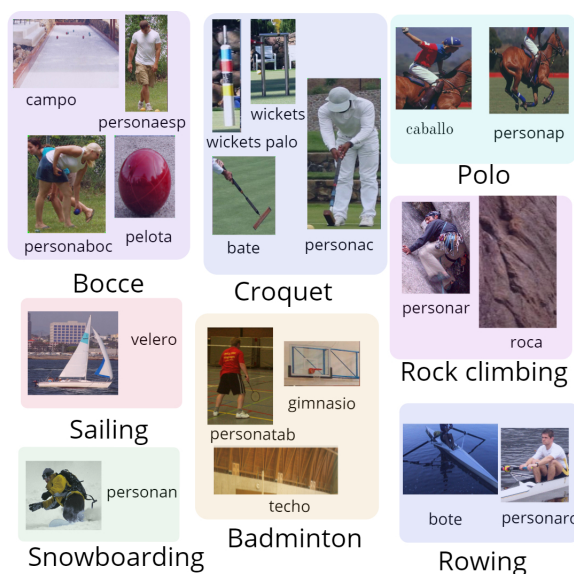 campo
personaesp
personaboc
pelota
Bocce
wickets
wickets palo
bate
personac
Croquet
caballo
personap
Polo
personar
roca
Rock climbing
velero
Sailing
personatab
gimnasio
techo
Badminton
personan
Snowboarding
bote
personaro
Rowing